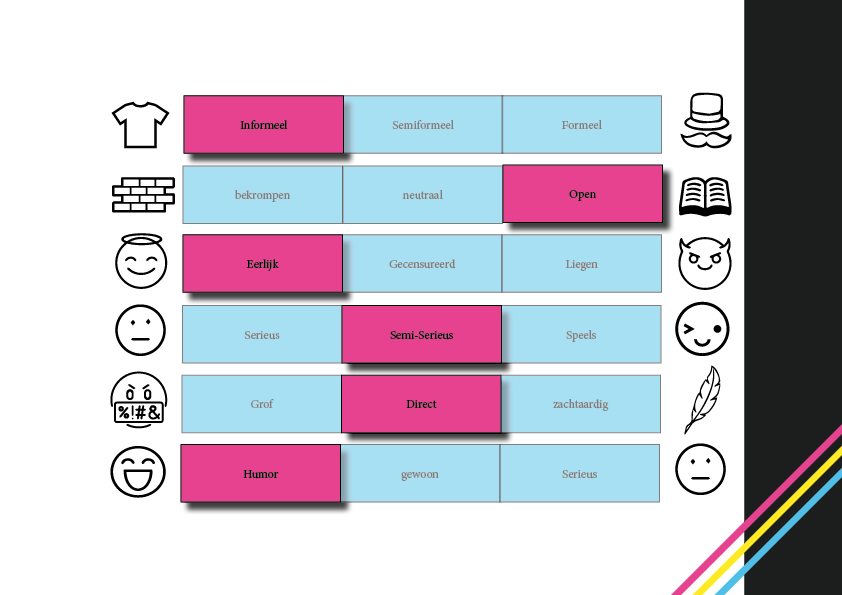 Informeel Semiformeel Formeel
bekrompen neutraal Open
Eerlijk Gecensureerd Liegen
Serieus Semi-Serieus Speels
%!#&
Grof Direct zachtaardig
Humor gewoon Serieus